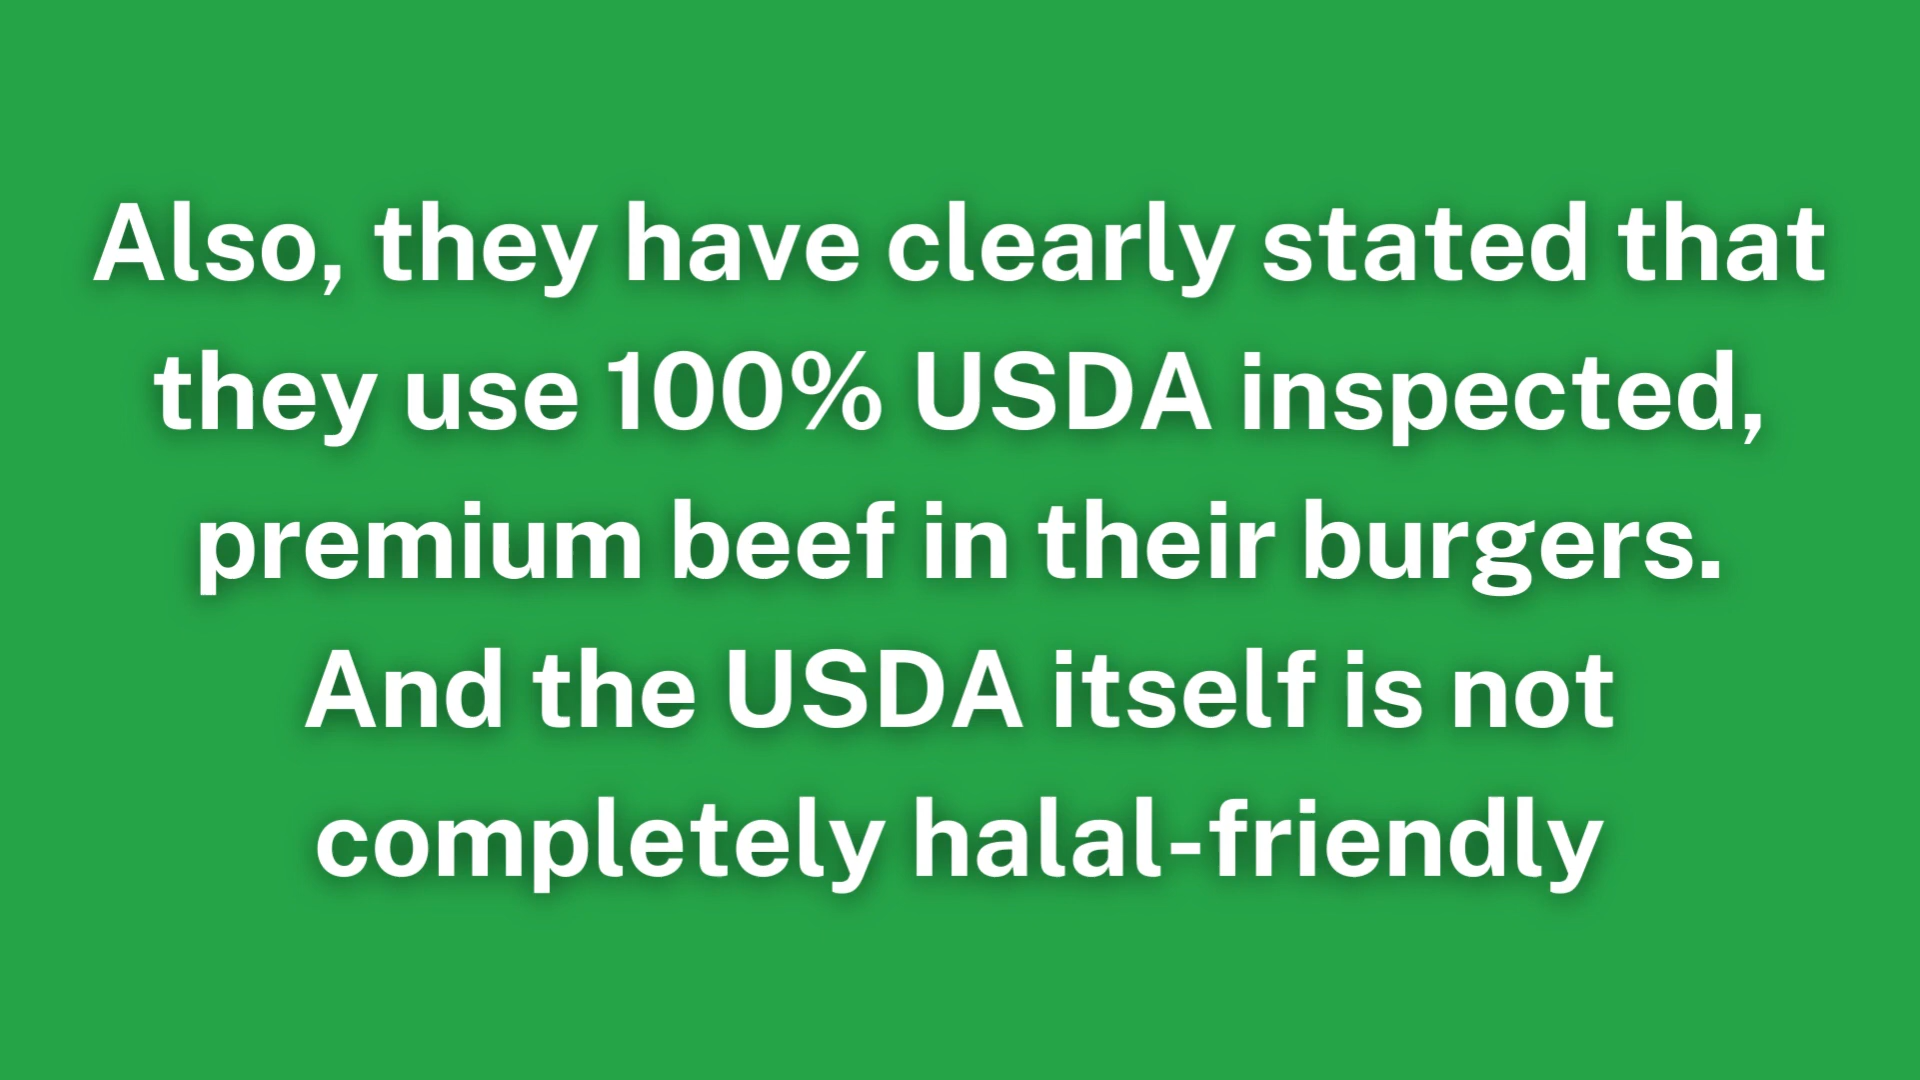 Also, they have clearly stated that
they use 100% USDA inspected,
premium beef in their burgers.
And the USDA itself is not
completely halal-friendly